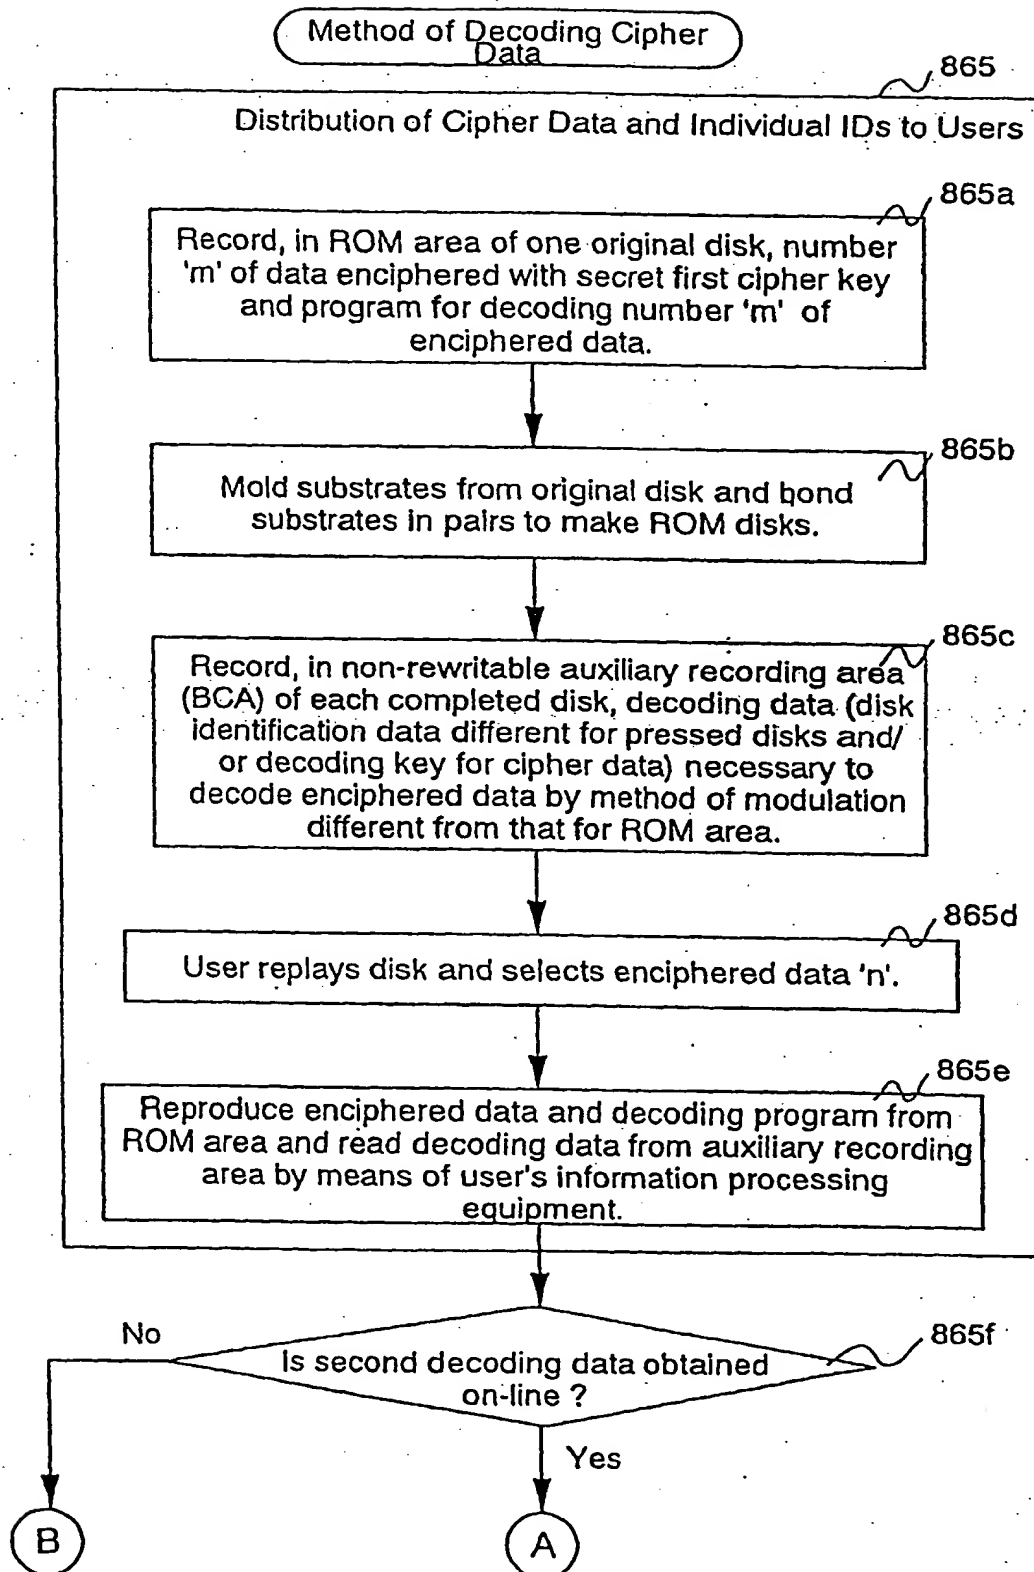 Method of Decoding Cipher
Data
865
Distribution of Cipher Data and Individual IDs to Users
865a
Record, in ROM area of one original disk, number
'm' of data enciphered with secret first cipher key
and program for decoding number 'm' of
enciphered data.
865b
Mold substrates from original disk and bond
substrates in pairs to make ROM disks.
865c
Record, in non-rewritable auxiliary recording area
(BCA) of each completed disk, decoding data (disk
identification data different for pressed disks and/
or decoding key for cipher data) necessary to
decode enciphered data by method of modulation
different from that for ROM area.
865d
User replays disk and selects enciphered data 'n'.
865e
Reproduce enciphered data and decoding program from
ROM area and read decoding data from auxiliary recording
area by means of user's information processing
equipment.
No
865f
Is second decoding data obtained
on-line ?
Yes
B
A